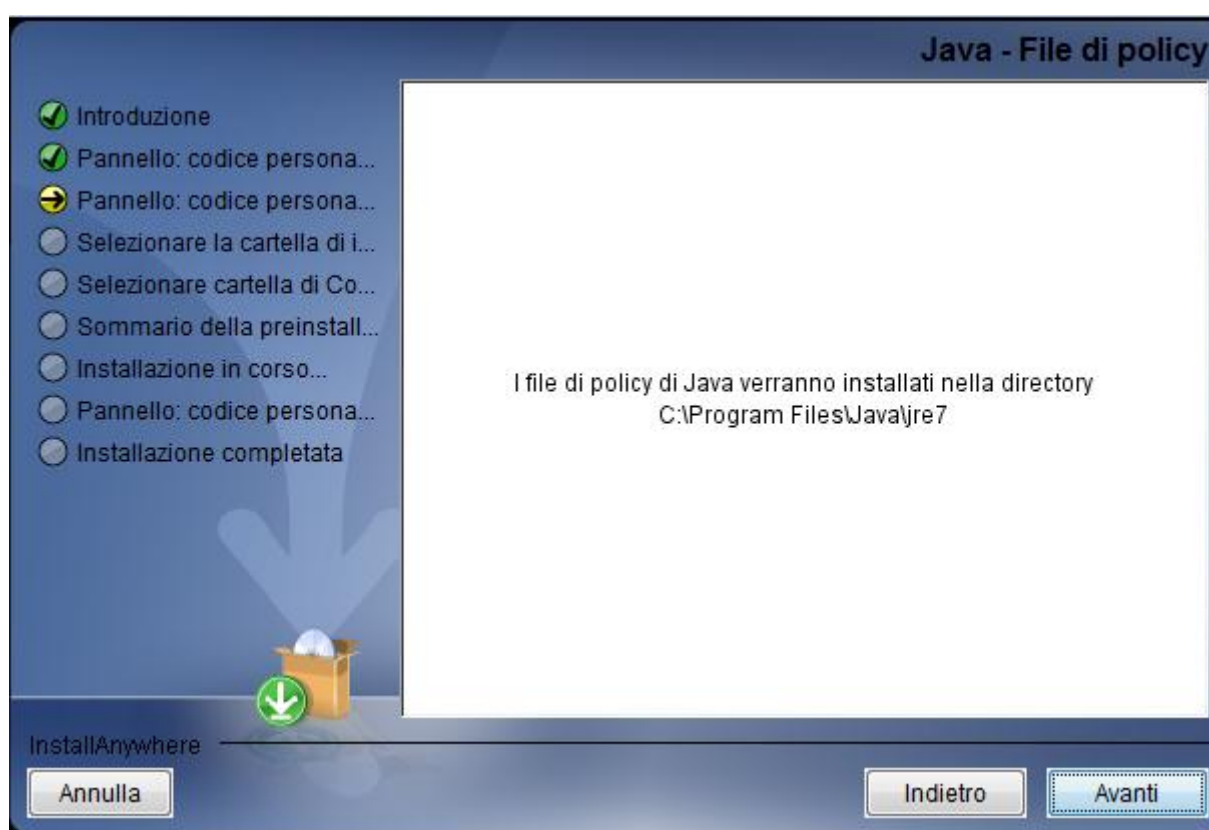 Java - File di policy
Introduzione
Pannello: codice persona...
Pannello: codice persona...
Selezionare la cartella di i...
Selezionare cartella di Co...
Sommario della preinstall...
Installazione in corso...
Pannello: codice persona...
Installazione completata
I file di policy di Java verranno installati nella directory
C:\Program Files\Java\jre7
InstallAnywhere
Annulla
Indietro
Avanti